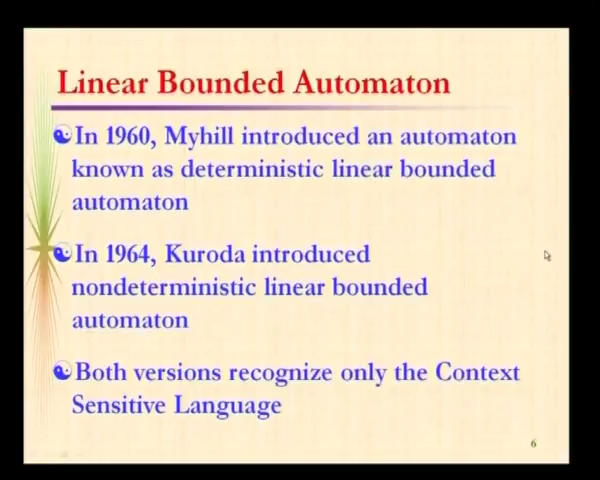 Linear Bounded Automaton
In 1960, Myhill introduced an automaton
known as deterministic linear bounded
automaton
In 1964, Kuroda introduced
nondeterministic linear bounded
automaton
Both versions recognize only the Context
Sensitive Language
6